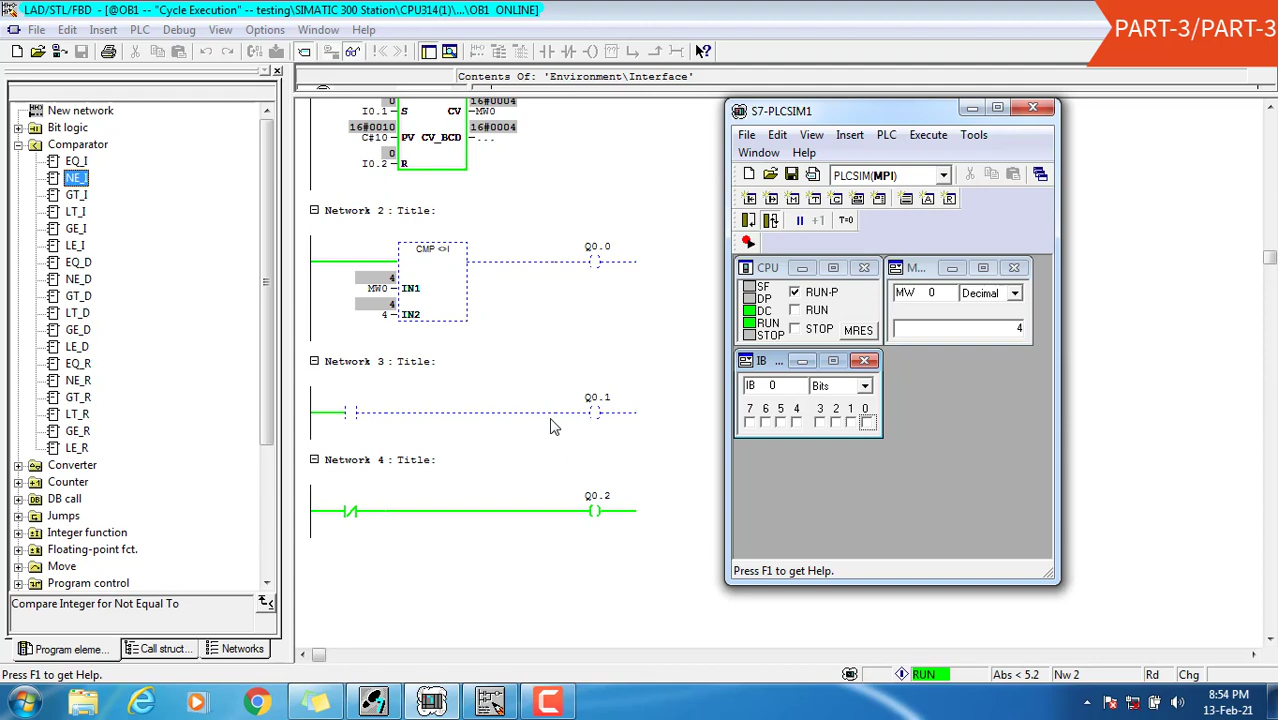 LAD/STL/FBD - [@OB1 -- "Cycle Execution" -- testing\SIMATIC 300 Station\CPU314(1)\...\OB1 ONLINE]
PART-3/PART-3
File Edit Insert PLC Debug View Options Window Help
Contents Of: 'Environment\Interface'
New network
Bit logic
Comparator
EQ_I
NE_I
GT_I
LT_I
GE_I
LE_I
EQ_D
NE_D
GT_D
LT_D
GE_D
LE_D
EQ_R
NE_R
GT_R
LT_R
GE_R
LE_R
Converter
Counter
DB call
Jumps
Integer function
Floating-point fct.
Move
Program control
Compare Integer for Not Equal To
Program eleme...
Call struct...
Networks
0 16#0004
I0.1 S CV MW0
16#0010 16#0004
C#10 PV CV_BCD ...
0
I0.2 R
Network 2 : Title:
CMP <>I
Q0.0
4
MW0 IN1
4
4 IN2
Network 3 : Title:
Q0.1
Network 4 : Title:
Q0.2
S7-PLCSIM1
File Edit View Insert PLC Execute Tools
Window Help
PLCSIM(MPI)
+1 T=0
CPU
SF
DP
DC
RUN
STOP
RUN-P
RUN
STOP
MRES
M...
MW 0 Decimal
4
IB ...
IB 0 Bits
7 6 5 4 3 2 1 0
Press F1 to get Help.
Press F1 to get Help.
RUN
Abs < 5.2
Nw 2
Rd
Chg
8:54 PM
13-Feb-21